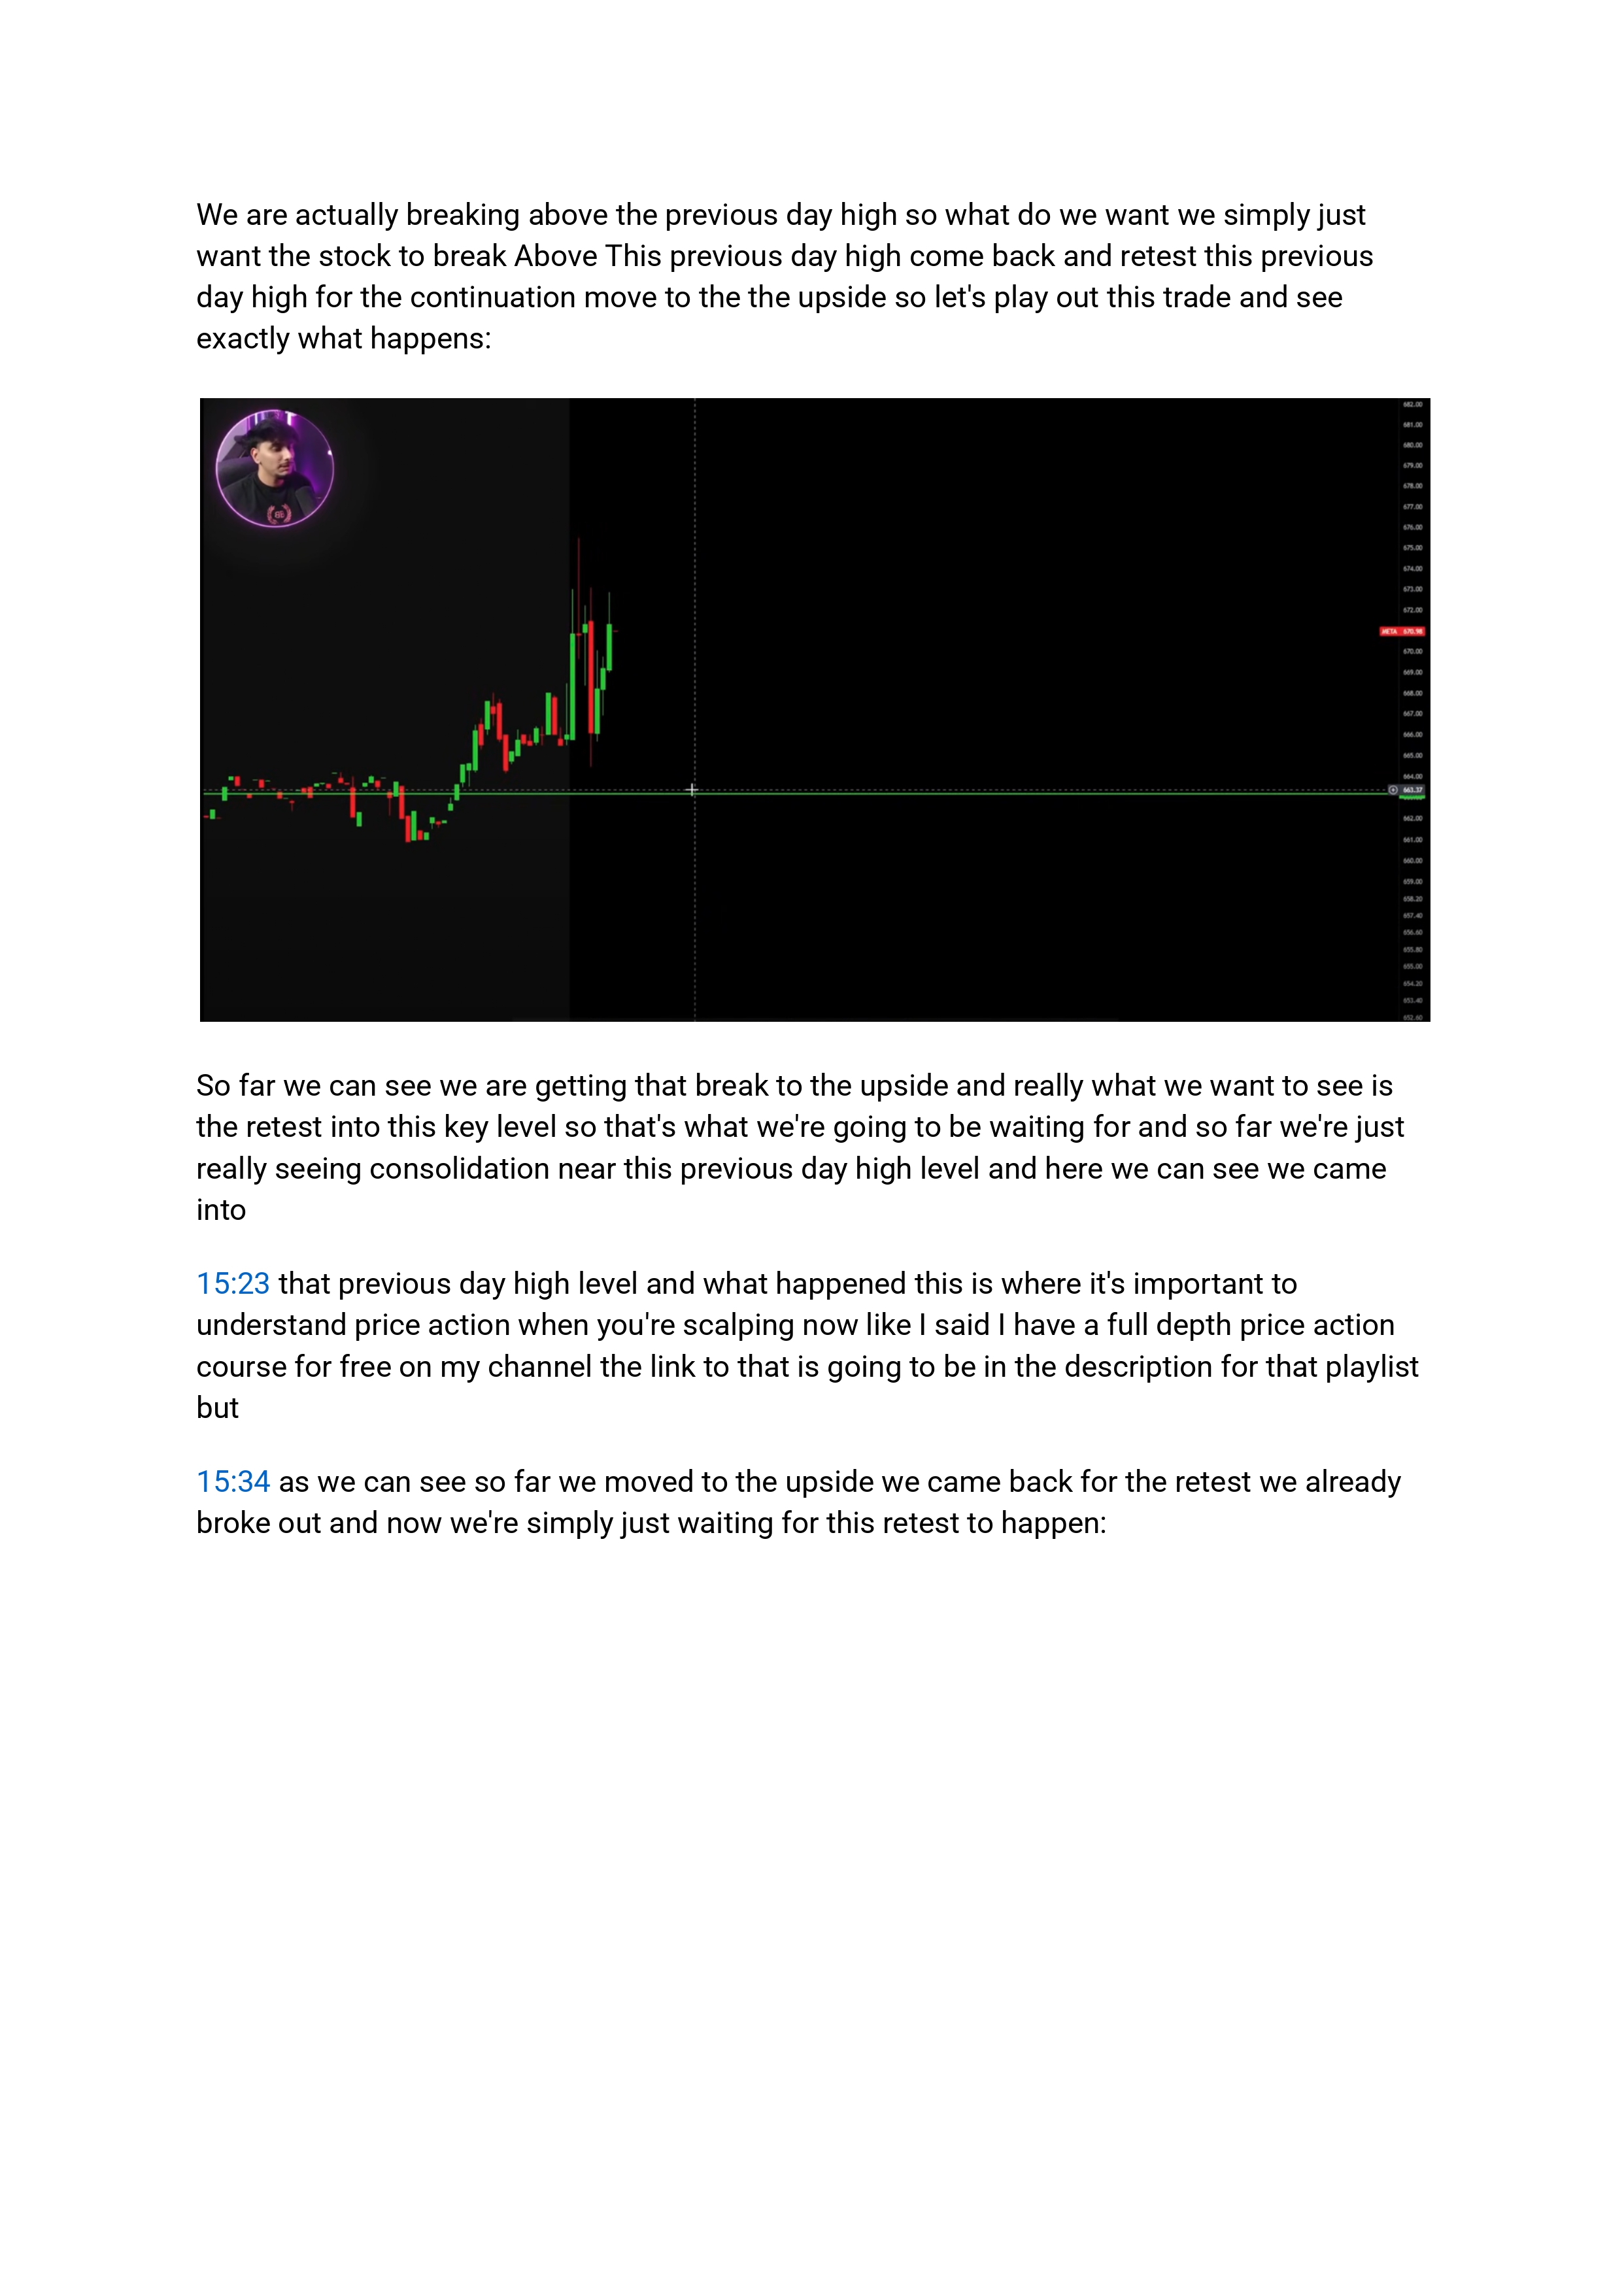 We are actually breaking above the previous day high so what do we want we simply just
want the stock to break Above This previous day high come back and retest this previous
day high for the continuation move to the the upside so let's play out this trade and see
exactly what happens:
682.00
681.00
680.00
679.00
678.00
677.00
676.00
675.00
674.00
673.00
672.00
META 670.98
670.00
669.00
668.00
667.00
666.00
665.00
664.00
663.37
662.00
661.00
660.00
659.00
658.20
657.40
656.60
655.80
655.00
654.20
653.40
652.60
So far we can see we are getting that break to the upside and really what we want to see is
the retest into this key level so that's what we're going to be waiting for and so far we're just
really seeing consolidation near this previous day high level and here we can see we came
into
15:23 that previous day high level and what happened this is where it's important to
understand price action when you're scalping now like I said I have a full depth price action
course for free on my channel the link to that is going to be in the description for that playlist
but
15:34 as we can see so far we moved to the upside we came back for the retest we already
broke out and now we're simply just waiting for this retest to happen: